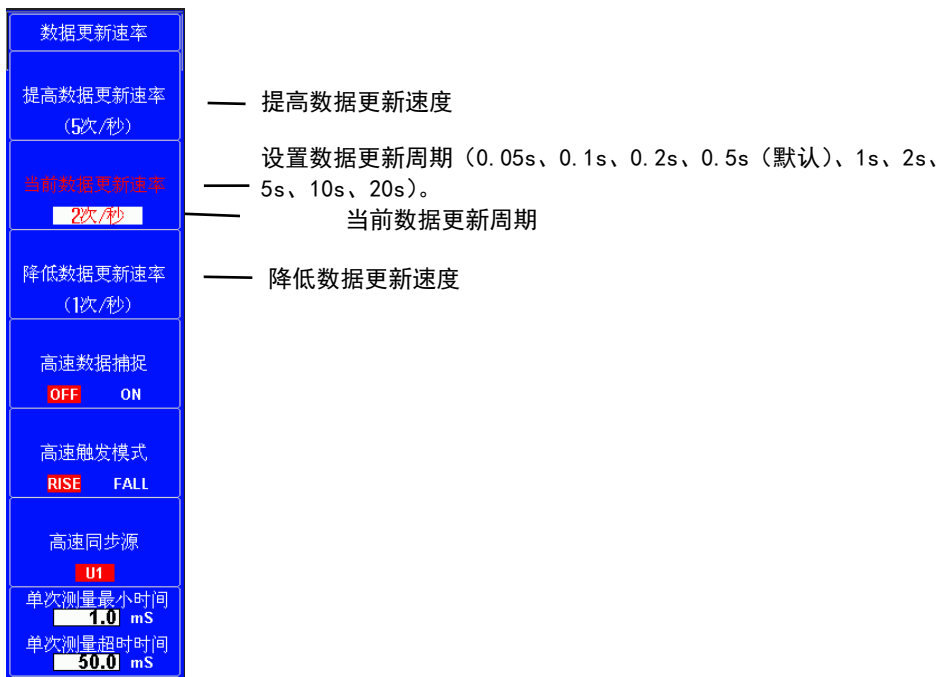 数据更新速率
提高数据更新速率
(5次/秒)
提高数据更新速度
设置数据更新周期（0.05s、0.1s、0.2s、0.5s（默认）、1s、2s、
5s、10s、20s）。
当前数据更新速率
2次/秒
当前数据更新周期
降低数据更新速率
(1次/秒)
降低数据更新速度
高速数据捕捉
OFF ON
高速触发模式
RISE FALL
高速同步源
U1
单次测量最小时间
1.0 mS
单次测量超时时间
50.0 mS